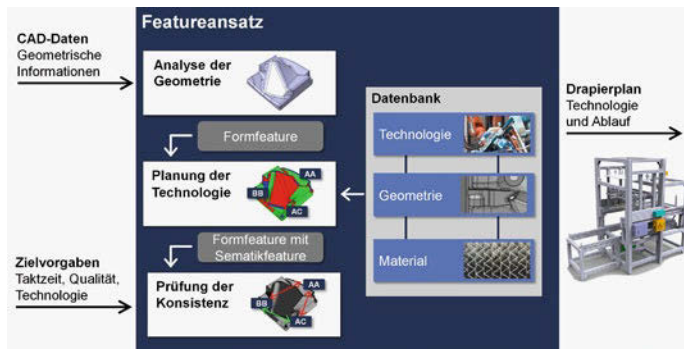 Featureansatz
CAD-Daten
Geometrische
Informationen
Analyse der
Geometrie
Formfeature
Planung der
Technologie
AA
BB
AC
Formfeature mit
Sematikfeature
Zielvorgaben
Taktzeit, Qualität,
Technologie
Prüfung der
Konsistenz
AA
BB
AC
Datenbank
Technologie
Geometrie
Material
Drapierplan
Technologie
und Ablauf